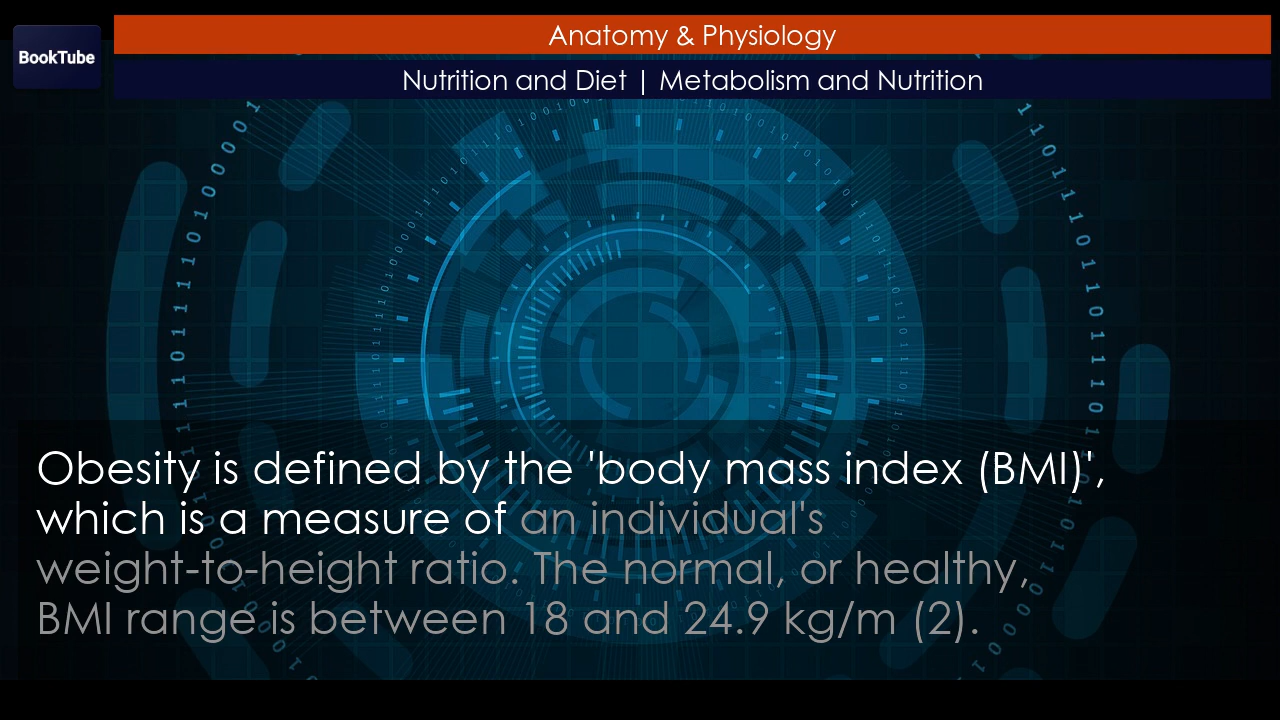 BookTube
Anatomy & Physiology
Nutrition and Diet | Metabolism and Nutrition
Obesity is defined by the 'body mass index (BMI)',
which is a measure of an individual's
weight-to-height ratio. The normal, or healthy,
BMI range is between 18 and 24.9 kg/m (2).